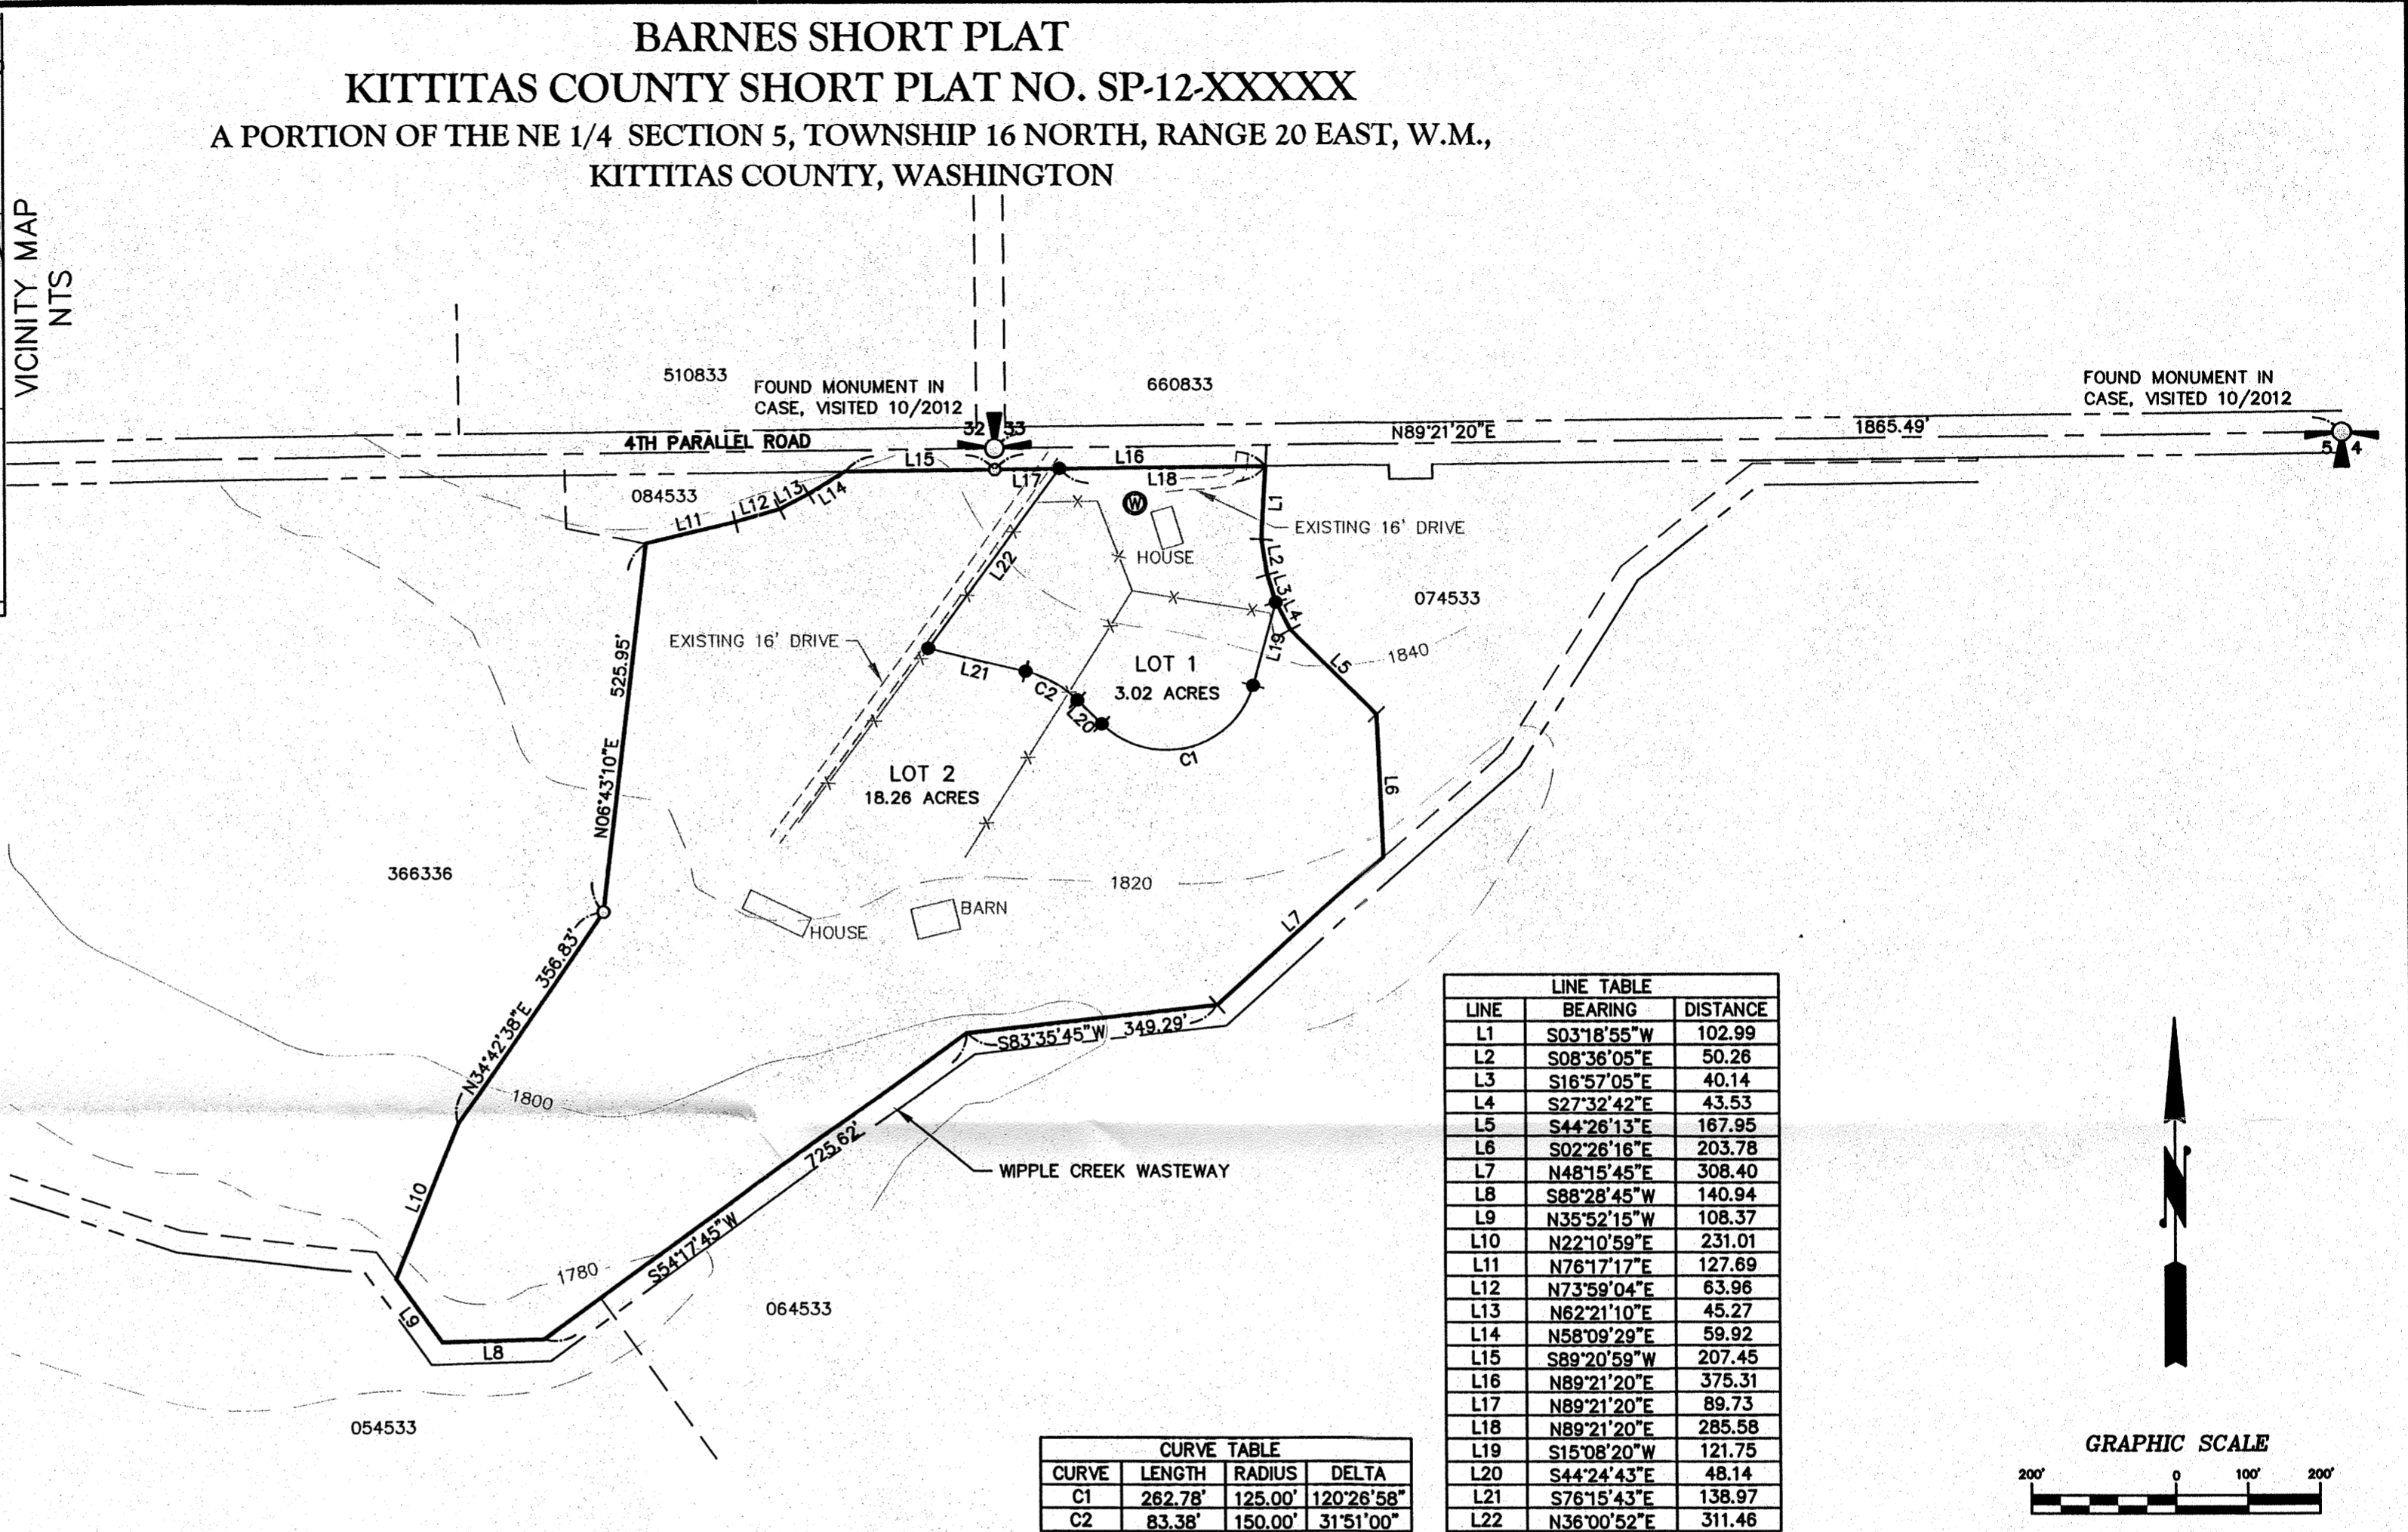 BARNES SHORT PLAT
KITTITAS COUNTY SHORT PLAT NO. SP-12-XXXXX
A PORTION OF THE NE 1/4 SECTION 5, TOWNSHIP 16 NORTH, RANGE 20 EAST, W.M.,
KITTITAS COUNTY, WASHINGTON
VICINITY MAP
NTS
510833
FOUND MONUMENT IN
CASE, VISITED 10/2012
660833
FOUND MONUMENT IN
CASE, VISITED 10/2012
32 33
4TH PARALLEL ROAD
N89°21'20"E
1865.49'
5 4
L15
L16
L17
L18
084533
L11
L12
L13
L14
L1
EXISTING 16' DRIVE
HOUSE
L2
L3
L4
L22
074533
EXISTING 16' DRIVE
L19
L5
1840
LOT 1
3.02 ACRES
L21
C2
L20
C1
N06°43'10"E 525.95'
LOT 2
18.26 ACRES
L6
366336
1820
HOUSE
BARN
L7
N34°42'38"E 356.83'
S83°35'45"W 349.29'
1800
WIPPLE CREEK WASTEWAY
S54°17'45"W 725.62'
L10
1780
064533
L9
L8
054533
LINE TABLE
LINE BEARING DISTANCE
L1 S03°18'55"W 102.99
L2 S08°36'05"E 50.26
L3 S16°57'05"E 40.14
L4 S27°32'42"E 43.53
L5 S44°26'13"E 167.95
L6 S02°26'16"E 203.78
L7 N48°15'45"E 308.40
L8 S88°28'45"W 140.94
L9 N35°52'15"W 108.37
L10 N22°10'59"E 231.01
L11 N76°17'17"E 127.69
L12 N73°59'04"E 63.96
L13 N62°21'10"E 45.27
L14 N58°09'29"E 59.92
L15 S89°20'59"W 207.45
L16 N89°21'20"E 375.31
L17 N89°21'20"E 89.73
L18 N89°21'20"E 285.58
L19 S15°08'20"W 121.75
L20 S44°24'43"E 48.14
L21 S76°15'43"E 138.97
L22 N36°00'52"E 311.46
CURVE TABLE
CURVE LENGTH RADIUS DELTA
C1 262.78' 125.00' 120°26'58"
C2 83.38' 150.00' 31°51'00"
W
N
GRAPHIC SCALE
200' 0 100' 200'